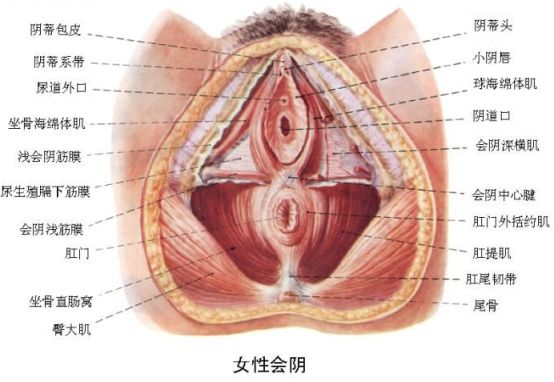 阴蒂包皮
阴蒂系带
尿道外口
坐骨海绵体肌
浅会阴筋膜
尿生殖膈下筋膜
会阴浅筋膜
肛门
坐骨直肠窝
臀大肌
阴蒂头
小阴唇
球海绵体肌
阴道口
会阴深横肌
会阴中心腱
肛门外括约肌
肛提肌
肛尾韧带
尾骨
女性会阴